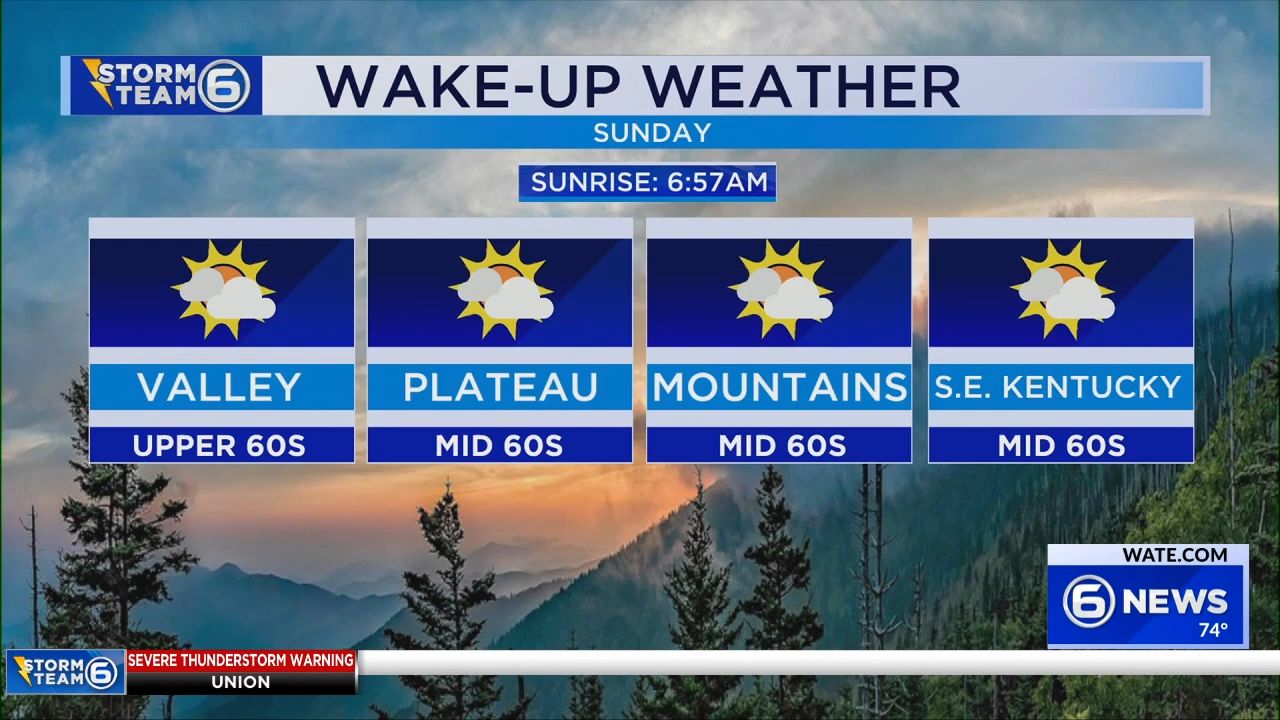 STORM TEAM 6
WAKE-UP WEATHER
SUNDAY
SUNRISE: 6:57AM
VALLEY
PLATEAU
MOUNTAINS
S.E. KENTUCKY
UPPER 60S
MID 60S
MID 60S
MID 60S
WATE.COM
6 NEWS
74°
STORM TEAM 6
SEVERE THUNDERSTORM WARNING
UNION